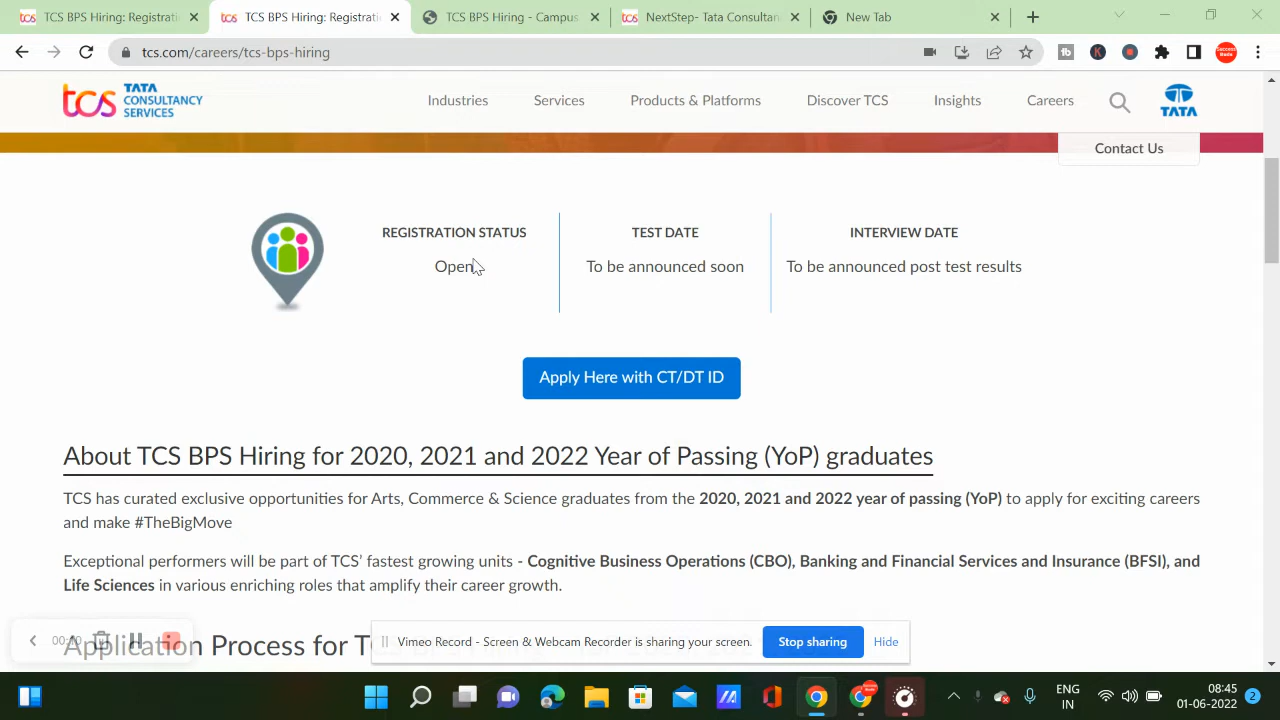 TCS BPS Hiring: Registrati
TCS BPS Hiring: Registrati
TCS BPS Hiring - Campus
NextStep- Tata Consultan
New Tab
tcs.com/careers/tcs-bps-hiring
tcs TATA CONSULTANCY SERVICES
Industries
Services
Products & Platforms
Discover TCS
Insights
Careers
TATA
Contact Us
REGISTRATION STATUS
Open
TEST DATE
To be announced soon
INTERVIEW DATE
To be announced post test results
Apply Here with CT/DT ID
About TCS BPS Hiring for 2020, 2021 and 2022 Year of Passing (YoP) graduates
TCS has curated exclusive opportunities for Arts, Commerce & Science graduates from the 2020, 2021 and 2022 year of passing (YoP) to apply for exciting careers
and make #TheBigMove
Exceptional performers will be part of TCS' fastest growing units - Cognitive Business Operations (CBO), Banking and Financial Services and Insurance (BFSI), and
Life Sciences in various enriching roles that amplify their career growth.
Application Process for
Vimeo Record - Screen & Webcam Recorder is sharing your screen.
Stop sharing
Hide
ENG
IN
08:45
01-06-2022
2